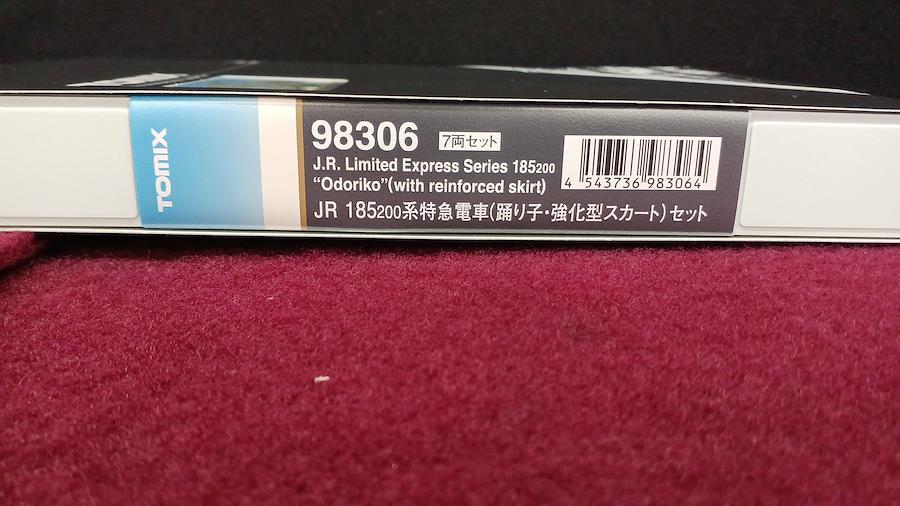 TOMIX
98306 7両セット
J.R. Limited Express Series 185200
"Odoriko"(with reinforced skirt)
JR 185200系特急電車(踊り子・強化型スカート)セット
4 543736 983064